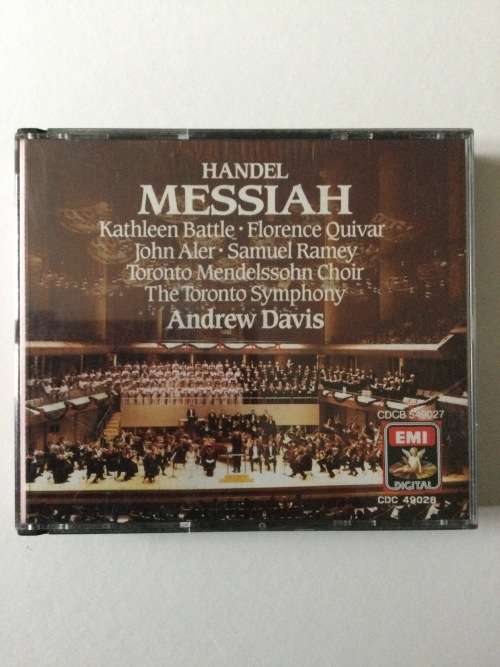 HANDEL
MESSIAH
Kathleen Battle · Florence Quivar
John Aler · Samuel Ramey
Toronto Mendelssohn Choir
The Toronto Symphony
Andrew Davis
CDCB 549027
EMI
DIGITAL
CDC 49028